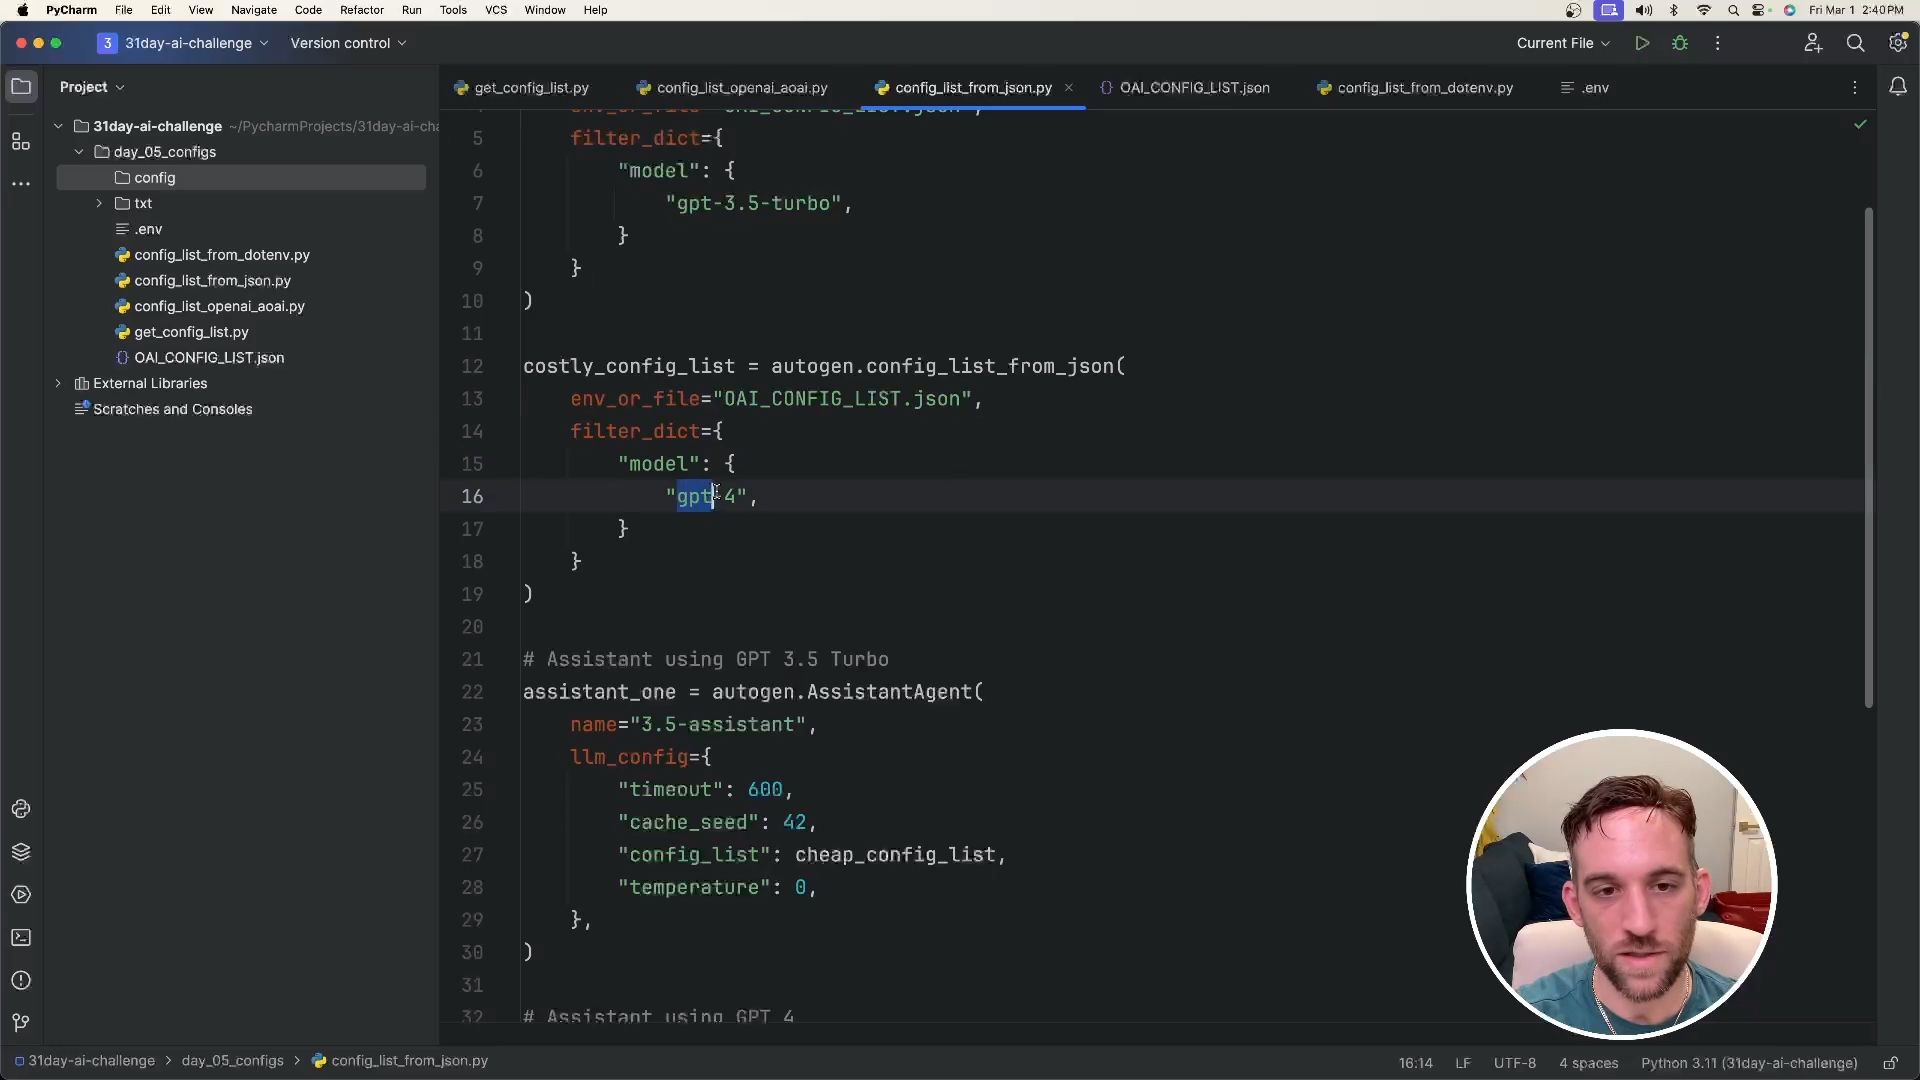 PyCharm File Edit View Navigate Code Refactor Run Tools VCS Window Help Fri Mar 1 2:40 PM
3 31day-ai-challenge Version control Current File
Project
31day-ai-challenge ~/PycharmProjects/31day-ai-cha
day_05_configs
config
txt
.env
config_list_from_dotenv.py
config_list_from_json.py
config_list_openai_aoai.py
get_config_list.py
OAI_CONFIG_LIST.json
External Libraries
Scratches and Consoles
get_config_list.py config_list_openai_aoai.py config_list_from_json.py OAI_CONFIG_LIST.json config_list_from_dotenv.py .env
5 filter_dict={
6 "model": {
7 "gpt-3.5-turbo",
8 }
9 }
10 )
11
12 costly_config_list = autogen.config_list_from_json(
13 env_or_file="OAI_CONFIG_LIST.json",
14 filter_dict={
15 "model": {
16 "gpt-4",
17 }
18 }
19 )
20
21 # Assistant using GPT 3.5 Turbo
22 assistant_one = autogen.AssistantAgent(
23 name="3.5-assistant",
24 llm_config={
25 "timeout": 600,
26 "cache_seed": 42,
27 "config_list": cheap_config_list,
28 "temperature": 0,
29 },
30 )
31
32 # Assistant using GPT 4
31day-ai-challenge > day_05_configs > config_list_from_json.py 16:14 LF UTF-8 4 spaces Python 3.11 (31day-ai-challenge)